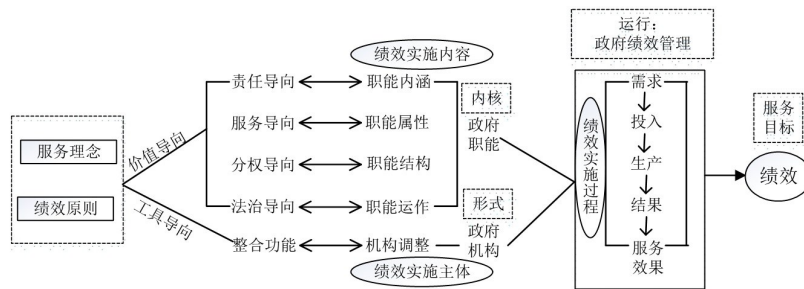 服务理念
绩效原则
价值导向
工具导向
绩效实施内容
责任导向
职能内涵
服务导向
职能属性
分权导向
职能结构
法治导向
职能运作
整合功能
机构调整
绩效实施主体
内核
政府
职能
形式
政府
机构
运行：
政府绩效管理
绩效实施过程
需求
投入
生产
结果
服务
效果
服务
目标
绩效